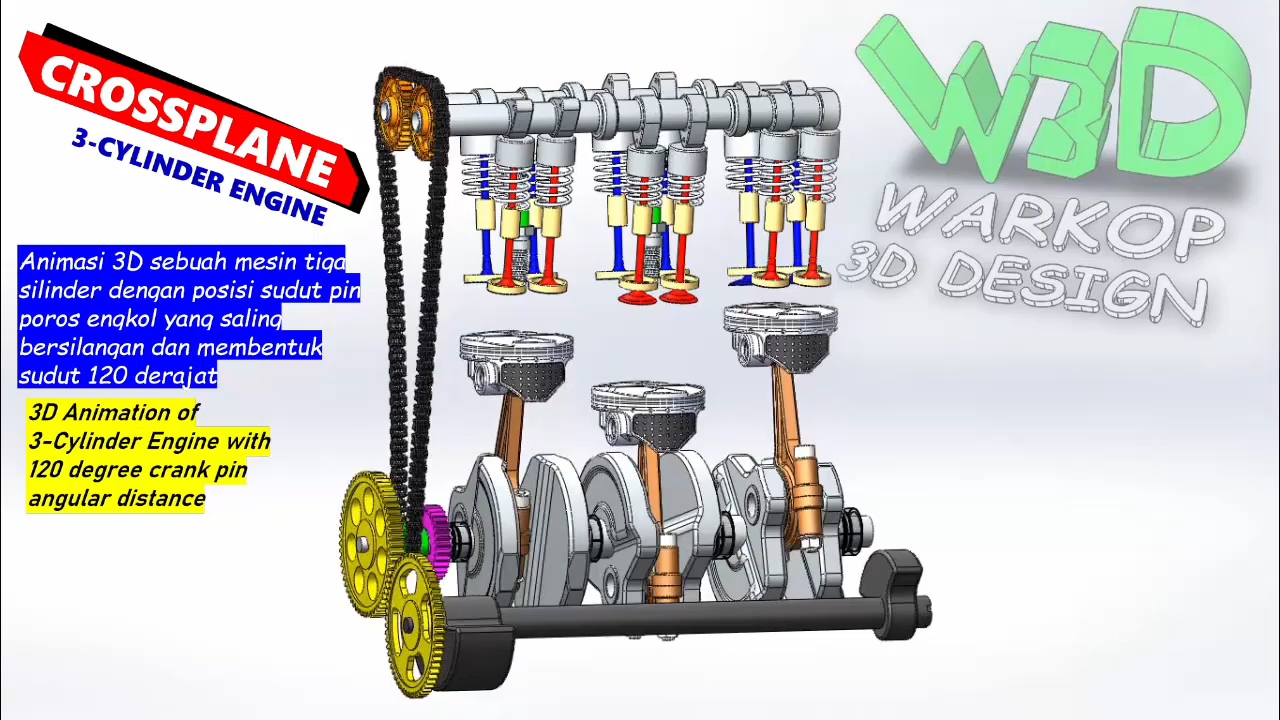 CROSSPLANE
3-CYLINDER ENGINE
Animasi 3D sebuah mesin tiga
silinder dengan posisi sudut pin
poros engkol yang saling
bersilangan dan membentuk
sudut 120 derajat
3D Animation of
3-Cylinder Engine with
120 degree crank pin
angular distance
W3D
WARKOP
3D DESIGN